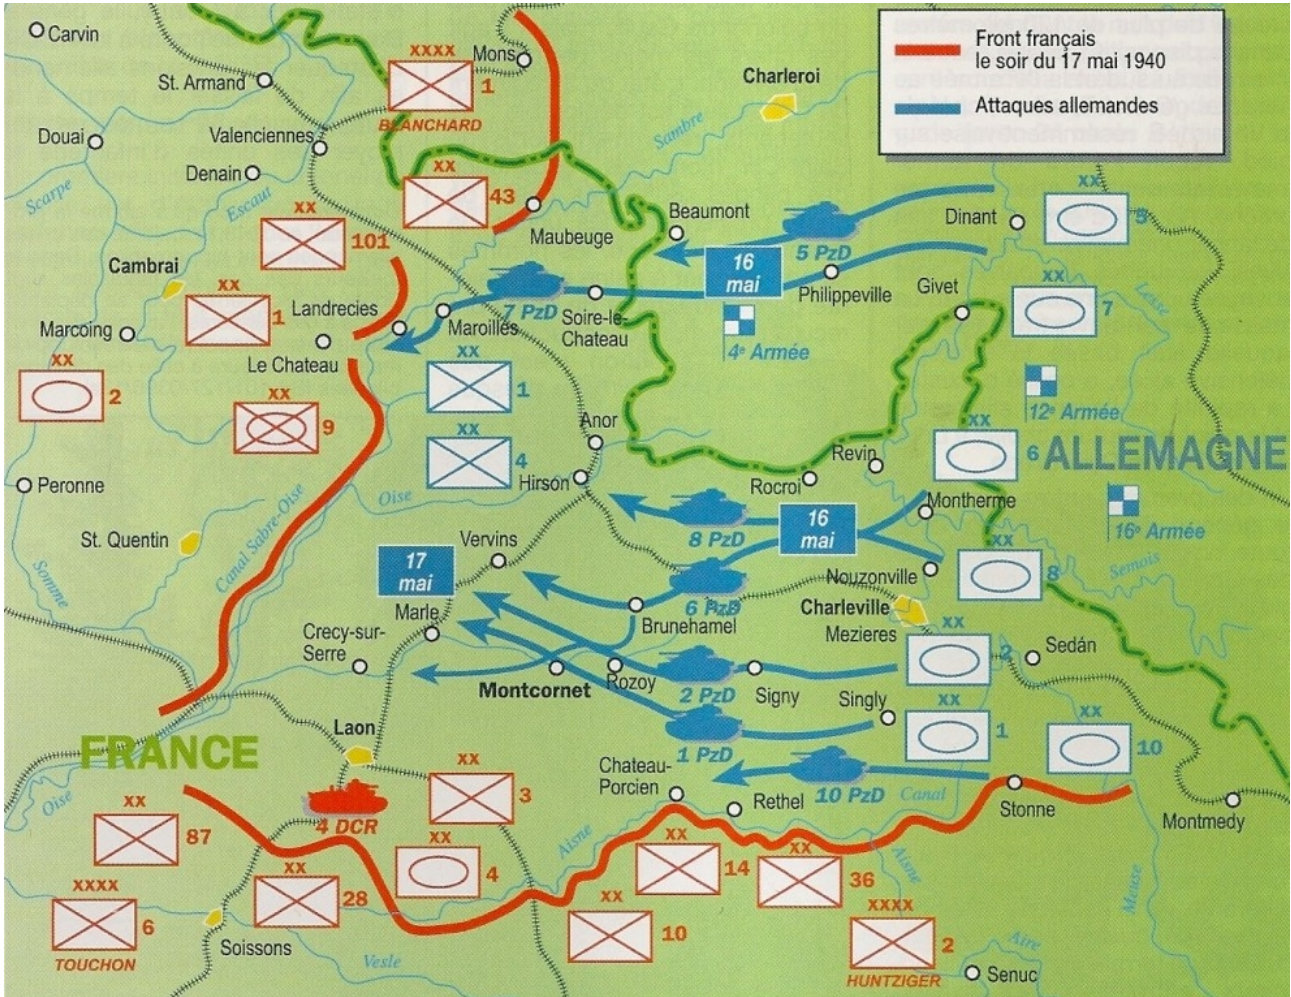 Front français
le soir du 17 mai 1940
Attaques allemandes
Carvin
St. Armand
Douai
Valenciennes
Denain
Scarpe
Escaut
Cambrai
Marcoing
xxxx
1
BLANCHARD
Mons
xx
43
Maubeuge
xx
101
xx
1
Landrecies
Le Chateau
xx
2
xx
9
Charleroi
Sambre
Beaumont
5 PzD
16
mai
Philippeville
4e Armée
7 PzD
Soire-le-
Chateau
Maroilles
xx
1
xx
4
Dinant
xx
5
Givet
xx
7
Lesse
12e Armée
ALLEMAGNE
16e Armée
xx
6
Anor
Hirson
Revin
Rocroi
Montherme
Peronne
St. Quentin
Somme
Canal Sabre-Oise
Oise
8 PzD
16
mai
xx
8
Semois
Nouzonville
Vervins
17
mai
Marle
6 PzD
Brunehamel
Charleville
Mezieres
xx
2
Sedán
Crecy-sur-
Serre
Montcornet
Rozoy
2 PzD
Signy
Singly
xx
1
xx
10
1 PzD
Laon
FRANCE
Oise
4 DCR
xx
3
Chateau-
Porcien
Rethel
10 PzD
Canal
Stonne
Montmedy
xx
87
xx
28
xx
4
Aisne
xx
14
xx
36
Aisne
Meuse
xxxx
6
TOUCHON
Soissons
Vesle
xx
10
xxxx
2
HUNTZIGER
Aire
Senuc